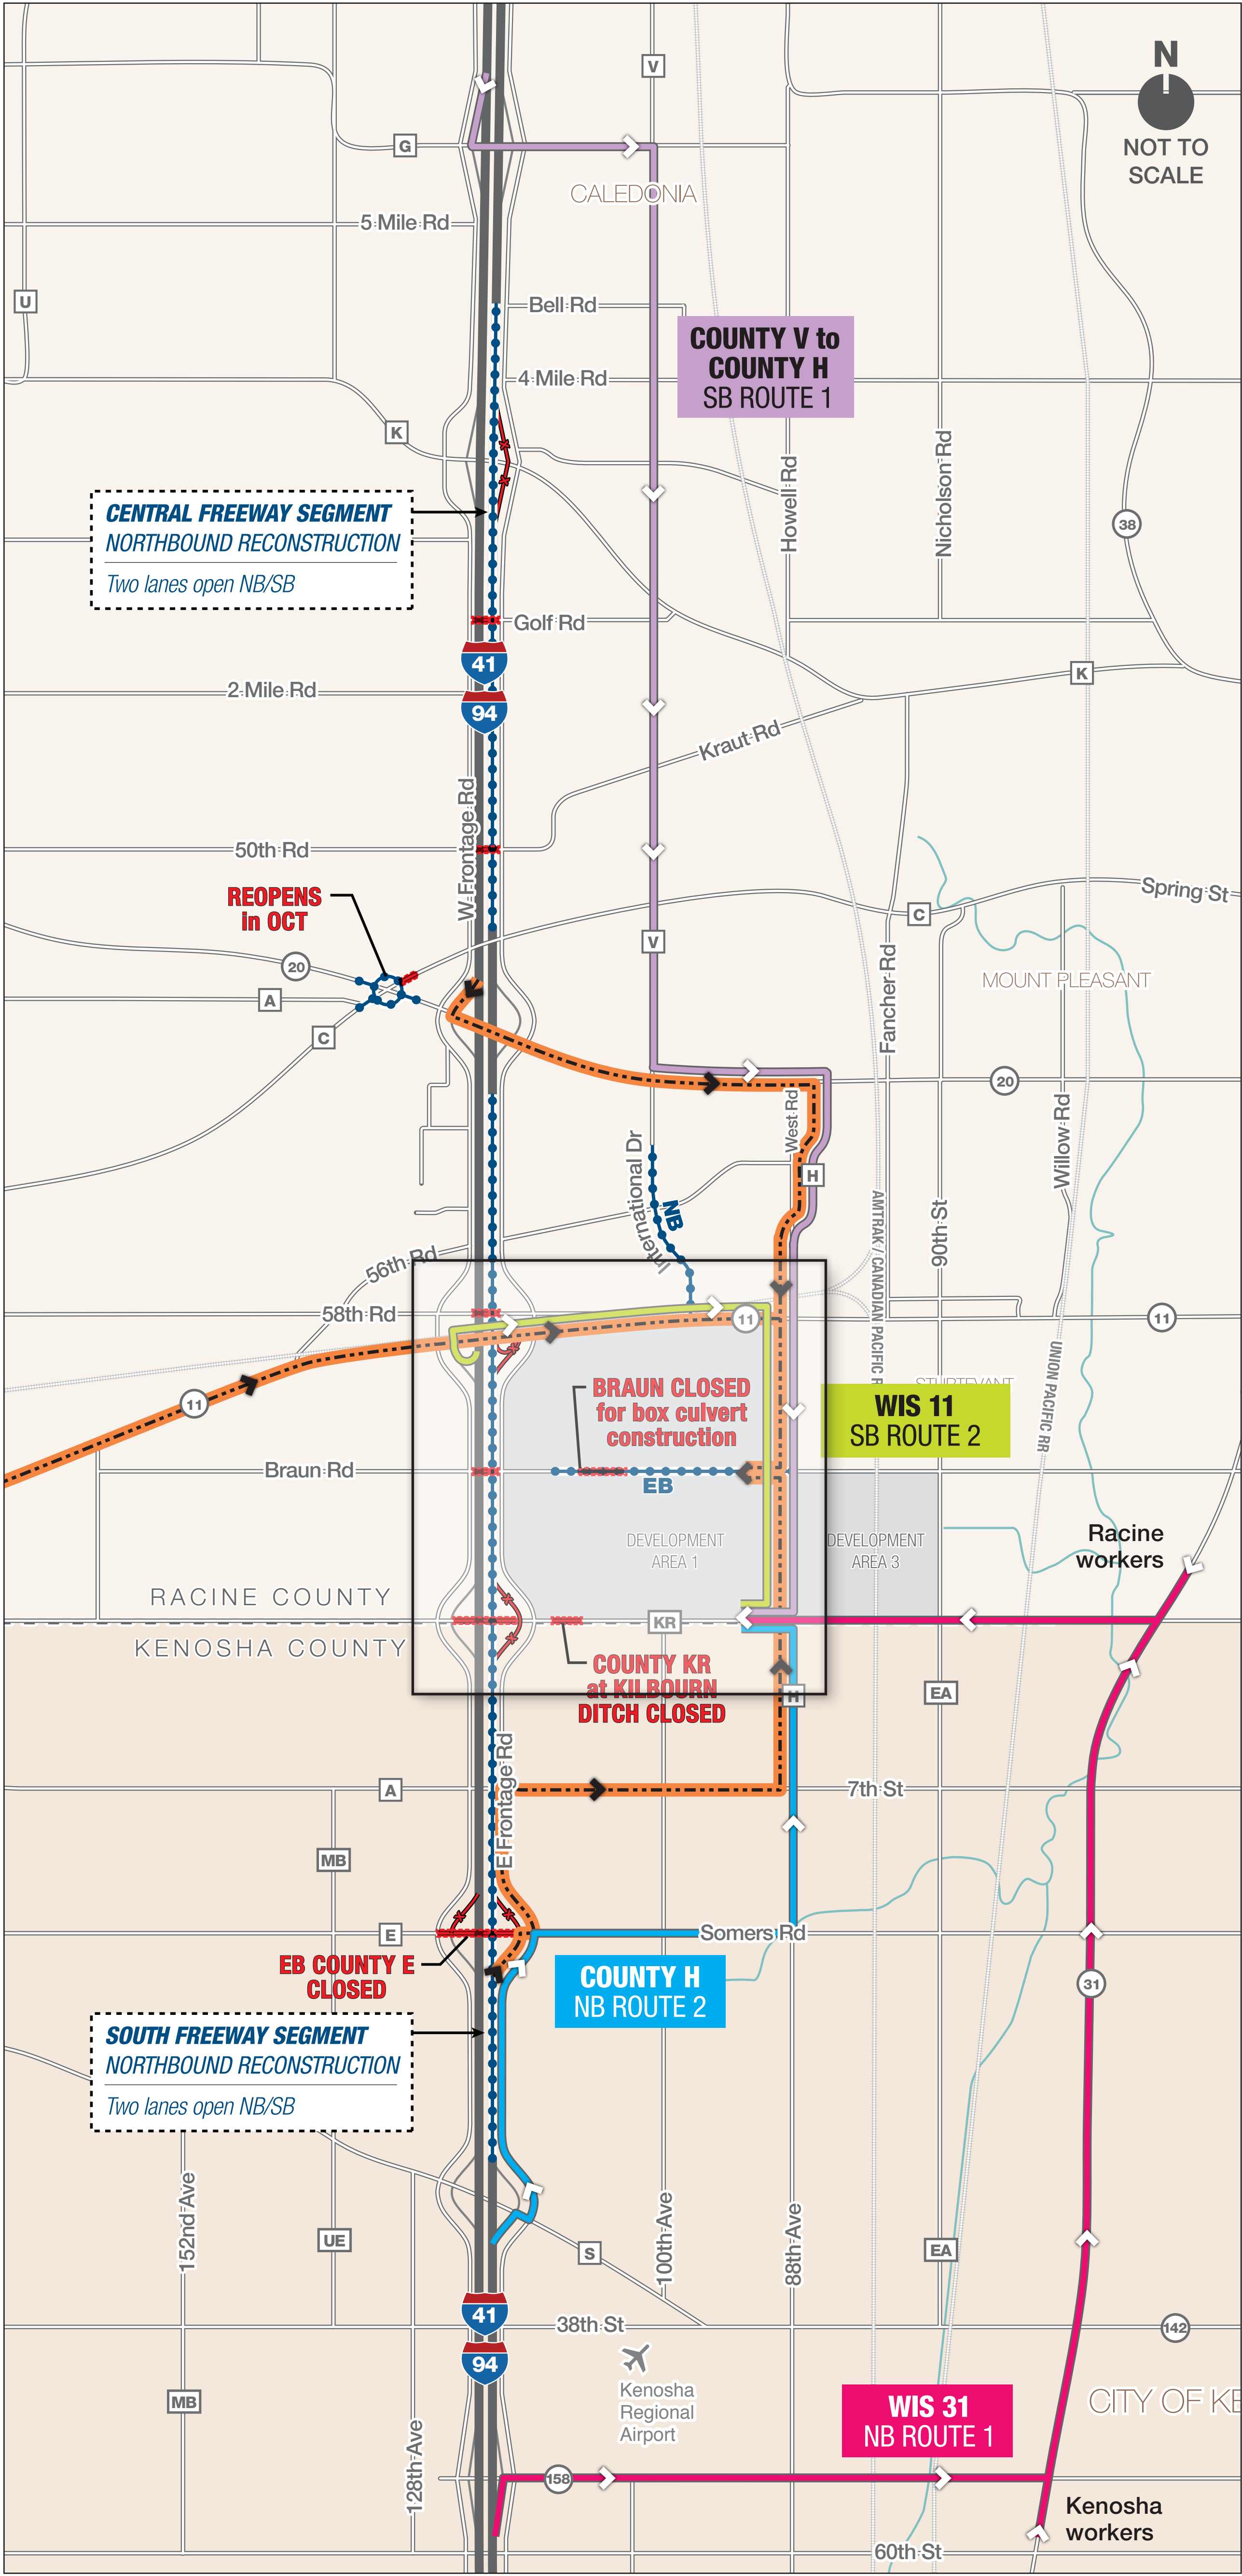 N
NOT TO
SCALE
V
G
CALEDONIA
5 Mile Rd
U
Bell Rd
COUNTY V to
COUNTY H
SB ROUTE 1
4 Mile Rd
K
Howell Rd
Nicholson Rd
38
CENTRAL FREEWAY SEGMENT
NORTHBOUND RECONSTRUCTION
Two lanes open NB/SB
Golf Rd
41
K
2 Mile Rd
94
Kraut Rd
W Frontage Rd
50th Rd
REOPENS
in OCT
Spring St
C
V
20
Fancher Rd
MOUNT PLEASANT
A
C
20
West Rd
Willow Rd
International Dr
H
NB
AMTRAK / CANADIAN PACIFIC R
90th St
56th Rd
58th Rd
11
11
UNION PACIFIC RR
STURTEVANT
BRAUN CLOSED
for box culvert
construction
11
WIS 11
SB ROUTE 2
Braun Rd
EB
DEVELOPMENT
AREA 1
DEVELOPMENT
AREA 3
Racine
workers
RACINE COUNTY
KR
KENOSHA COUNTY
COUNTY KR
at KILBOURN
DITCH CLOSED
H
EA
E Frontage Rd
A
7th St
MB
E
Somers Rd
EB COUNTY E
CLOSED
COUNTY H
NB ROUTE 2
31
SOUTH FREEWAY SEGMENT
NORTHBOUND RECONSTRUCTION
Two lanes open NB/SB
152nd Ave
UE
S
100th Ave
88th Ave
EA
41
38th St
142
94
Kenosha
Regional
Airport
MB
CITY OF KE
WIS 31
NB ROUTE 1
128th Ave
158
Kenosha
workers
60th St